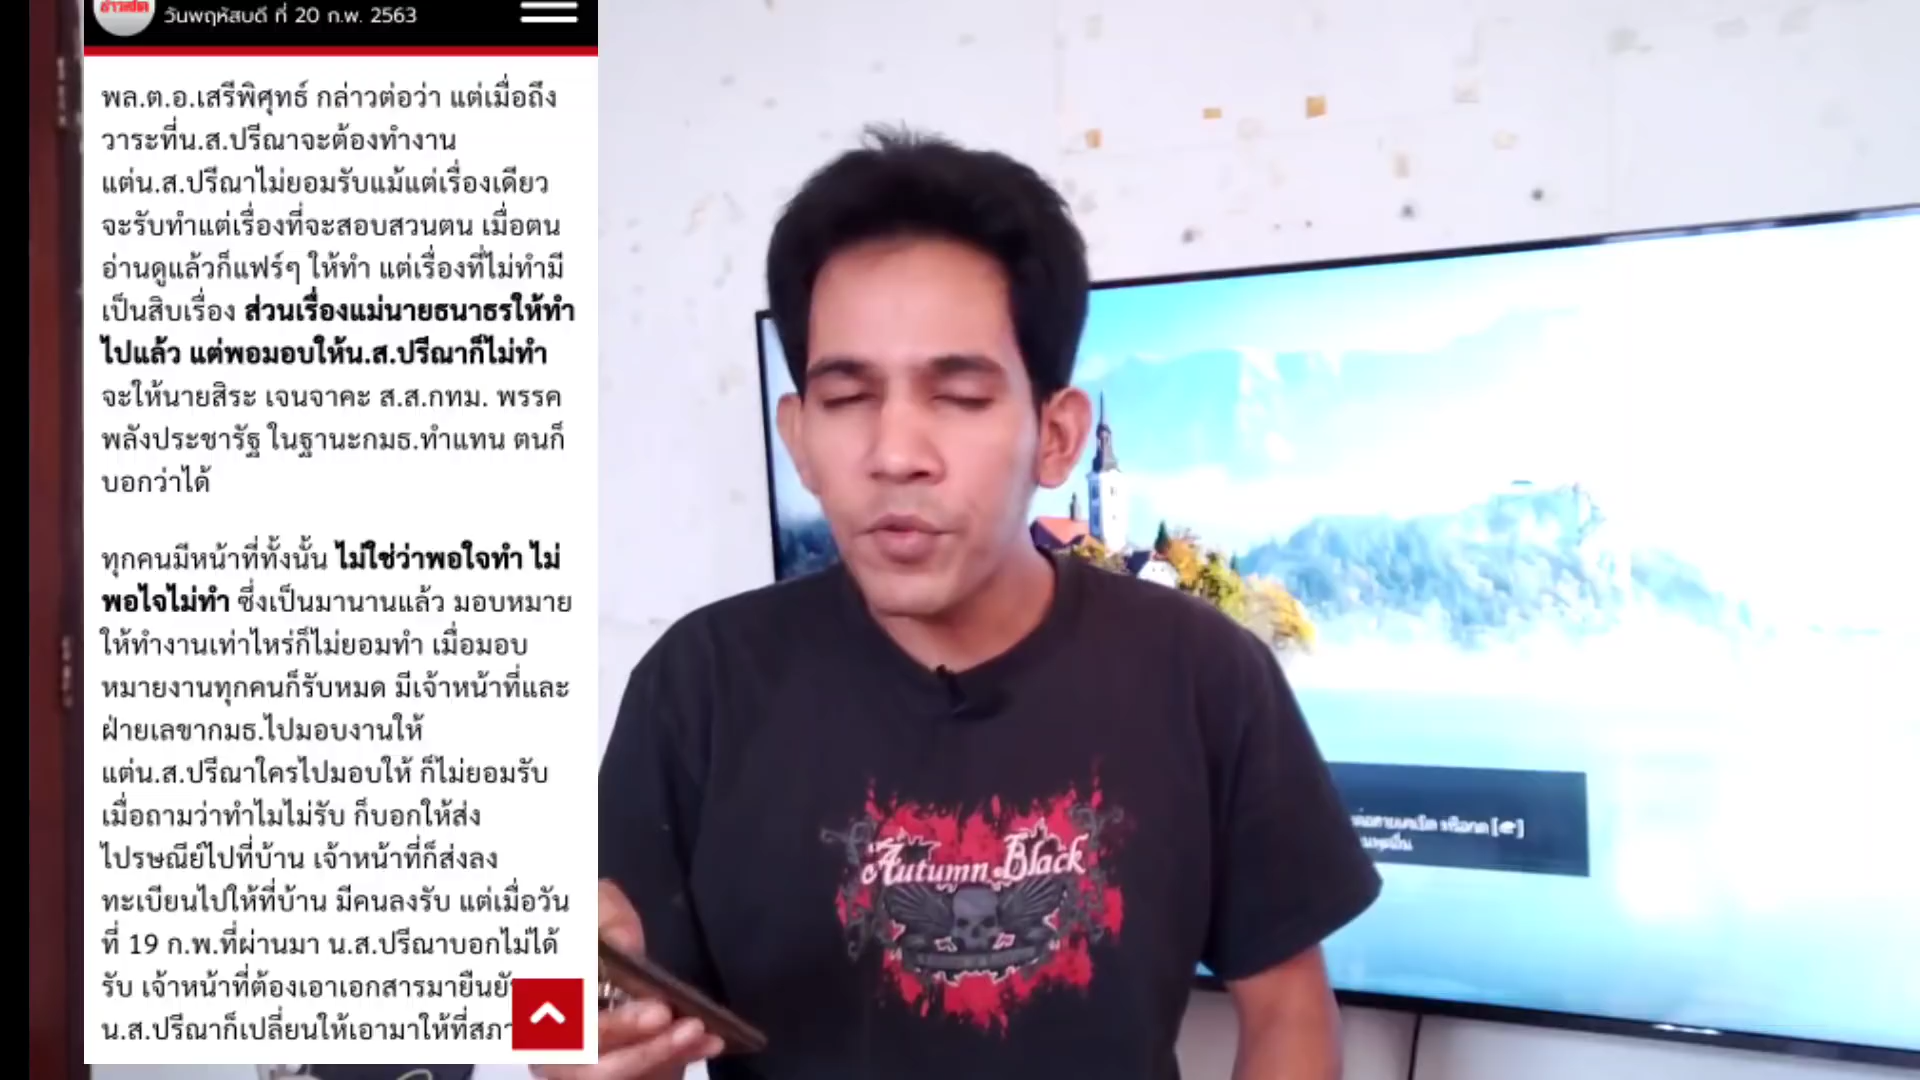 ข่าวสด
วันพฤหัสบดี ที่ 20 ก.พ. 2563
พล.ต.อ.เสรีพิศุทธ์ กล่าวต่อว่า แต่เมื่อถึง
วาระที่น.ส.ปรีณาจะต้องทำงาน
แต่น.ส.ปรีณาไม่ยอมรับแม้แต่เรื่องเดียว
จะรับทำแต่เรื่องที่จะสอบสวนตน เมื่อตน
อ่านดูแล้วก็แฟร์ๆ ให้ทำ แต่เรื่องที่ไม่ทำมี
เป็นสิบเรื่อง ส่วนเรื่องแม่นายธนาธรให้ทำ
ไปแล้ว แต่พอมอบให้น.ส.ปรีณาก็ไม่ทำ
จะให้นายสิระ เจนจาคะ ส.ส.กทม. พรรค
พลังประชารัฐ ในฐานะกมธ.ทำแทน ตนก็
บอกว่าได้
ทุกคนมีหน้าที่ทั้งนั้น ไม่ใช่ว่าพอใจทำ ไม่
พอใจไม่ทำ ซึ่งเป็นมานานแล้ว มอบหมาย
ให้ทำงานเท่าไหร่ก็ไม่ยอมทำ เมื่อมอบ
หมายงานทุกคนก็รับหมด มีเจ้าหน้าที่และ
ฝ่ายเลขากมธ.ไปมอบงานให้
แต่น.ส.ปรีณาใครไปมอบให้ ก็ไม่ยอมรับ
เมื่อถามว่าทำไมไม่รับ ก็บอกให้ส่ง
ไปรษณีย์ไปที่บ้าน เจ้าหน้าที่ก็ส่งลง
ทะเบียนไปให้ที่บ้าน มีคนลงรับ แต่เมื่อวัน
ที่ 19 ก.พ.ที่ผ่านมา น.ส.ปรีณาบอกไม่ได้
รับ เจ้าหน้าที่ต้องเอาเอกสารมายืนยั
น.ส.ปรีณาก็เปลี่ยนให้เอามาให้ที่สภา
Autumn Black